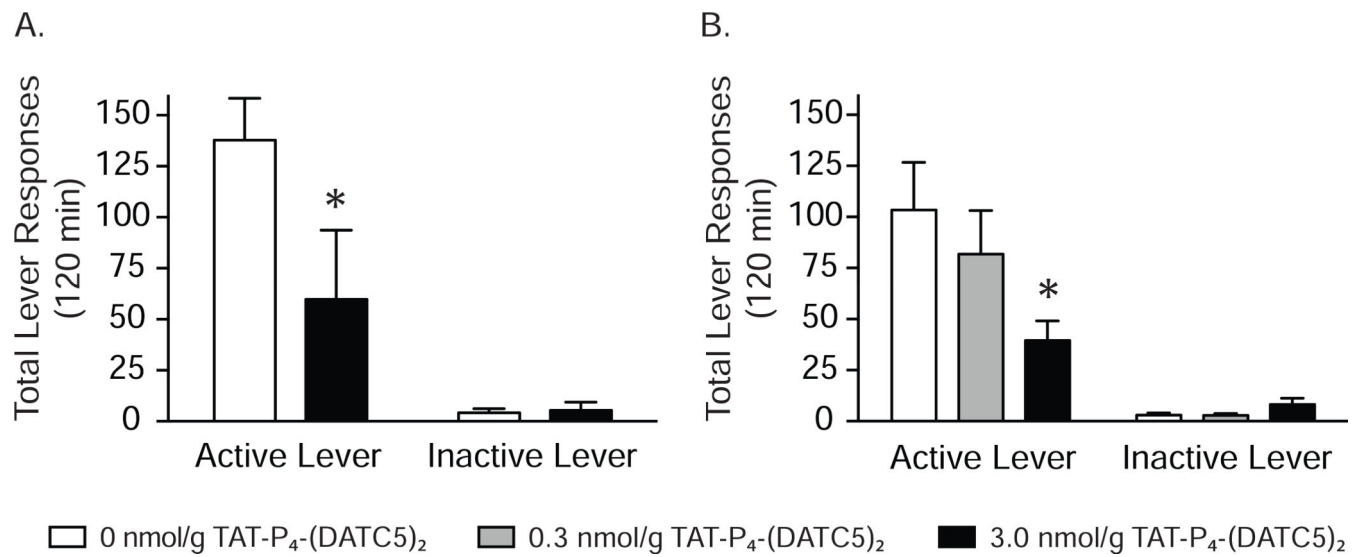 A.
Total Lever Responses
(120 min)
150
125
100
75
50
25
0
*
Active Lever
Inactive Lever
B.
Total Lever Responses
(120 min)
150
125
100
75
50
25
0
*
Active Lever
Inactive Lever
0 nmol/g TAT-P₄-(DATC5)₂
0.3 nmol/g TAT-P₄-(DATC5)₂
3.0 nmol/g TAT-P₄-(DATC5)₂